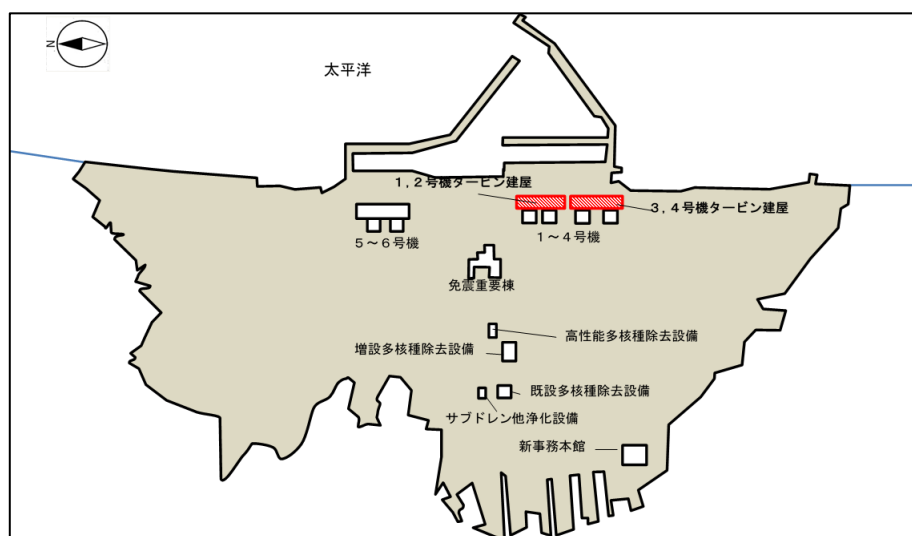 N
太平洋
1,2号機タービン建屋
3,4号機タービン建屋
5~6号機
1~4号機
免震重要棟
高性能多核種除去設備
増設多核種除去設備
既設多核種除去設備
サブドレン他浄化設備
新事務本館